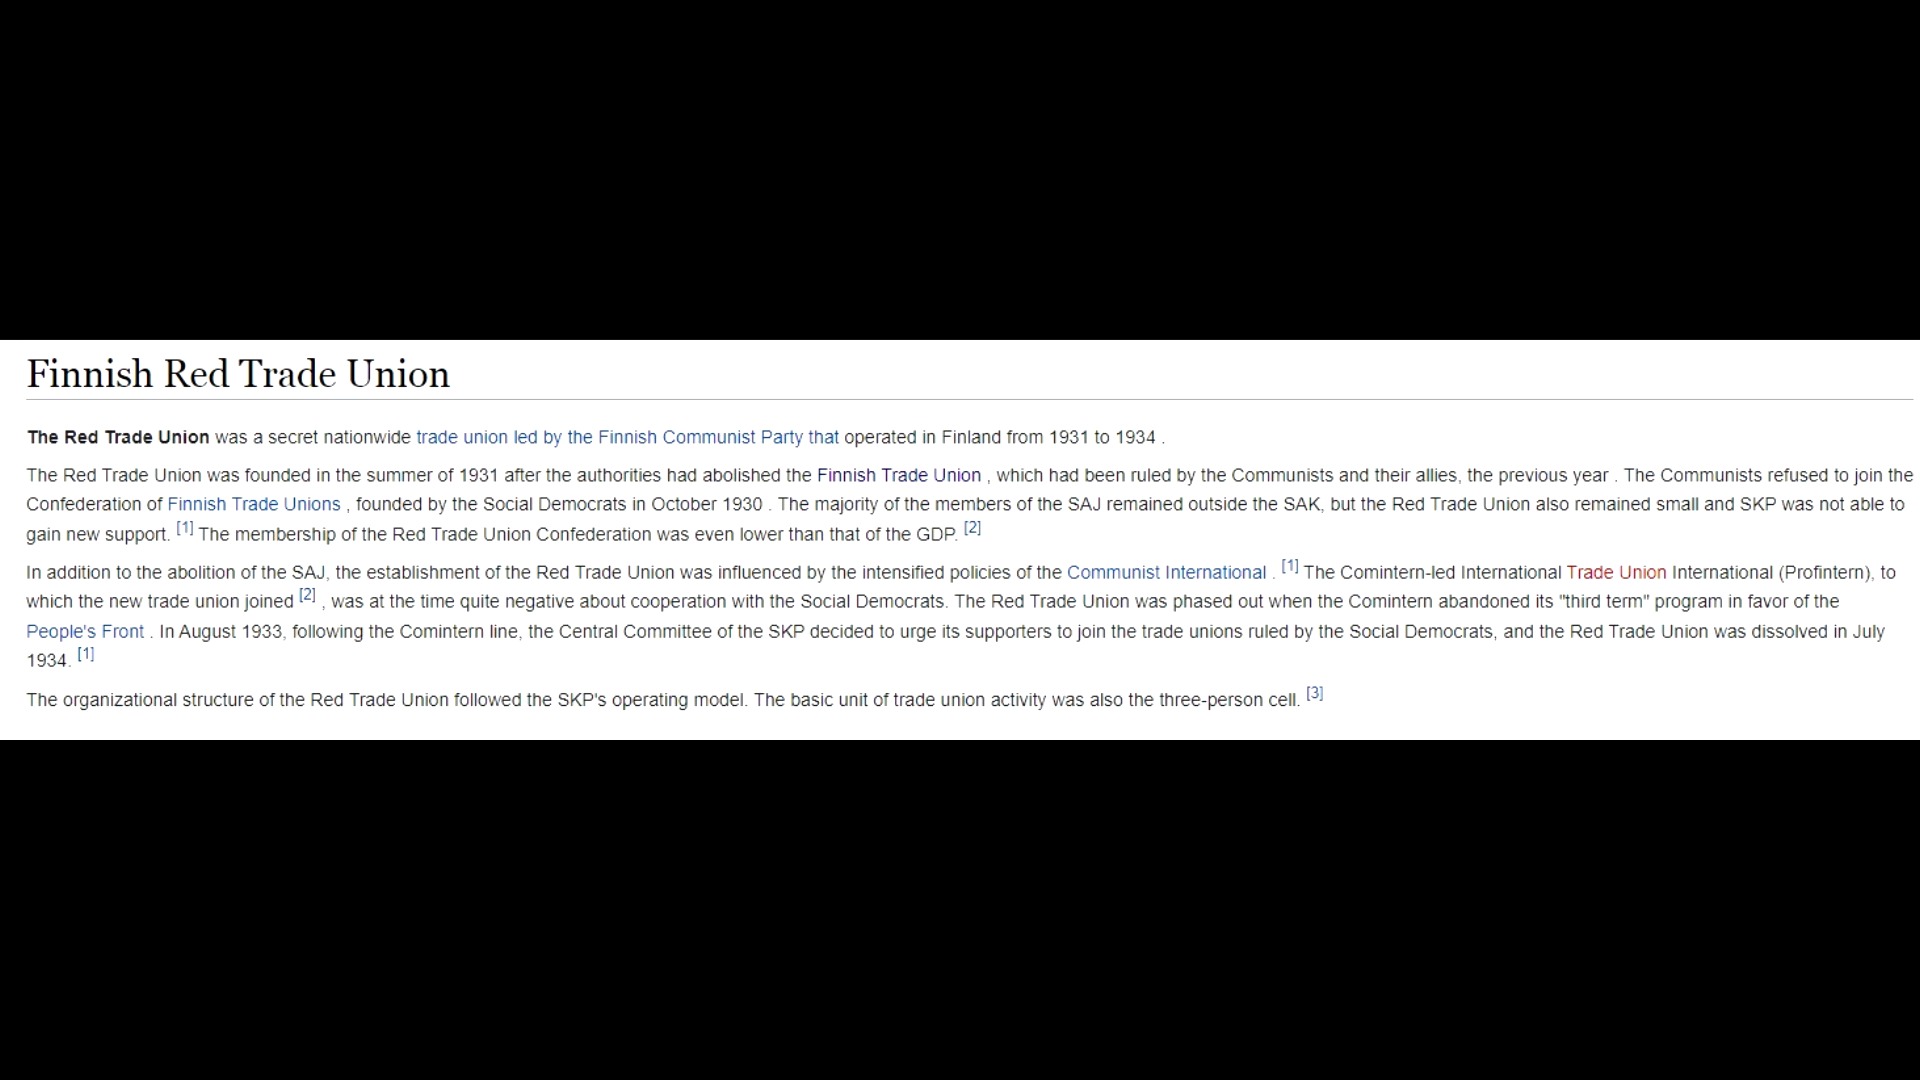 Finnish Red Trade Union
The Red Trade Union was a secret nationwide trade union led by the Finnish Communist Party that operated in Finland from 1931 to 1934 .
The Red Trade Union was founded in the summer of 1931 after the authorities had abolished the Finnish Trade Union , which had been ruled by the Communists and their allies, the previous year . The Communists refused to join the
Confederation of Finnish Trade Unions , founded by the Social Democrats in October 1930 . The majority of the members of the SAJ remained outside the SAK, but the Red Trade Union also remained small and SKP was not able to
gain new support. [1] The membership of the Red Trade Union Confederation was even lower than that of the GDP. [2]
In addition to the abolition of the SAJ, the establishment of the Red Trade Union was influenced by the intensified policies of the Communist International . [1] The Comintern-led International Trade Union International (Profintern), to
which the new trade union joined [2] , was at the time quite negative about cooperation with the Social Democrats. The Red Trade Union was phased out when the Comintern abandoned its "third term" program in favor of the
People's Front . In August 1933, following the Comintern line, the Central Committee of the SKP decided to urge its supporters to join the trade unions ruled by the Social Democrats, and the Red Trade Union was dissolved in July
1934. [1]
The organizational structure of the Red Trade Union followed the SKP's operating model. The basic unit of trade union activity was also the three-person cell. [3]